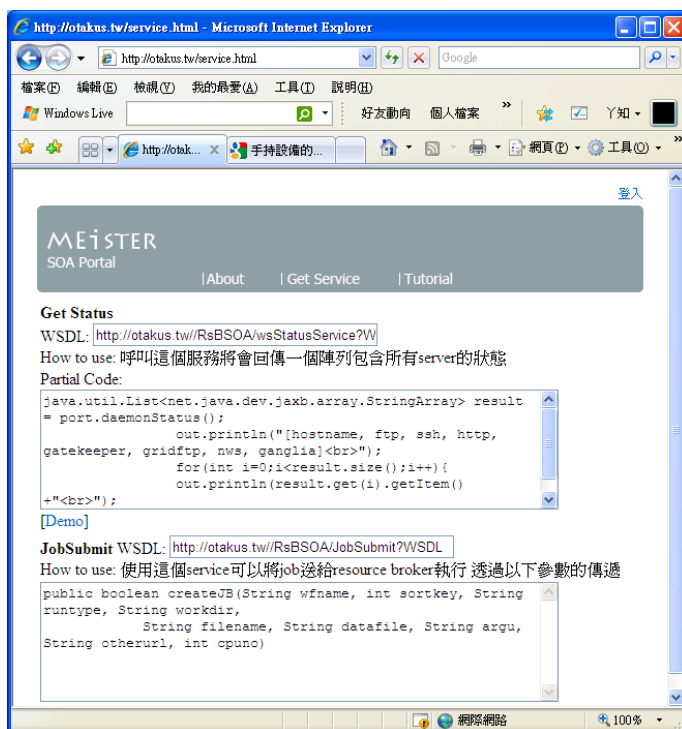 http://otakus.tw/service.html - Microsoft Internet Explorer
http://otakus.tw/service.html
Google
檔案(F) 編輯(E) 檢視(V) 我的最愛(A) 工具(T) 說明(H)
Windows Live 好友動向 個人檔案 » ㄚ知
http://otak... 手持設備的... 網頁(P) 工具(O) »
登入
MEiSTER
SOA Portal
|About |Get Service |Tutorial
Get Status
WSDL: http://otakus.tw//RsBSOA/wsStatusService?W
How to use: 呼叫這個服務將會回傳一個陣列包含所有server的狀態
Partial Code:
java.util.List<net.java.dev.jaxb.array.StringArray> result
= port.daemonStatus();
out.println("[hostname, ftp, ssh, http,
gatekeeper, gridftp, nws, ganglia]<br>");
for(int i=0;i<result.size();i++){
out.println(result.get(i).getItem()
+"<br>");
[Demo]
JobSubmit WSDL: http://otakus.tw//RsBSOA/JobSubmit?WSDL
How to use: 使用這個service可以將job送給resource broker執行 透過以下參數的傳遞
public boolean createJB(String wfname, int sortkey, String
runtype, String workdir,
String filename, String datafile, String argu,
String otherurl, int cpuno)
網際網路 100%